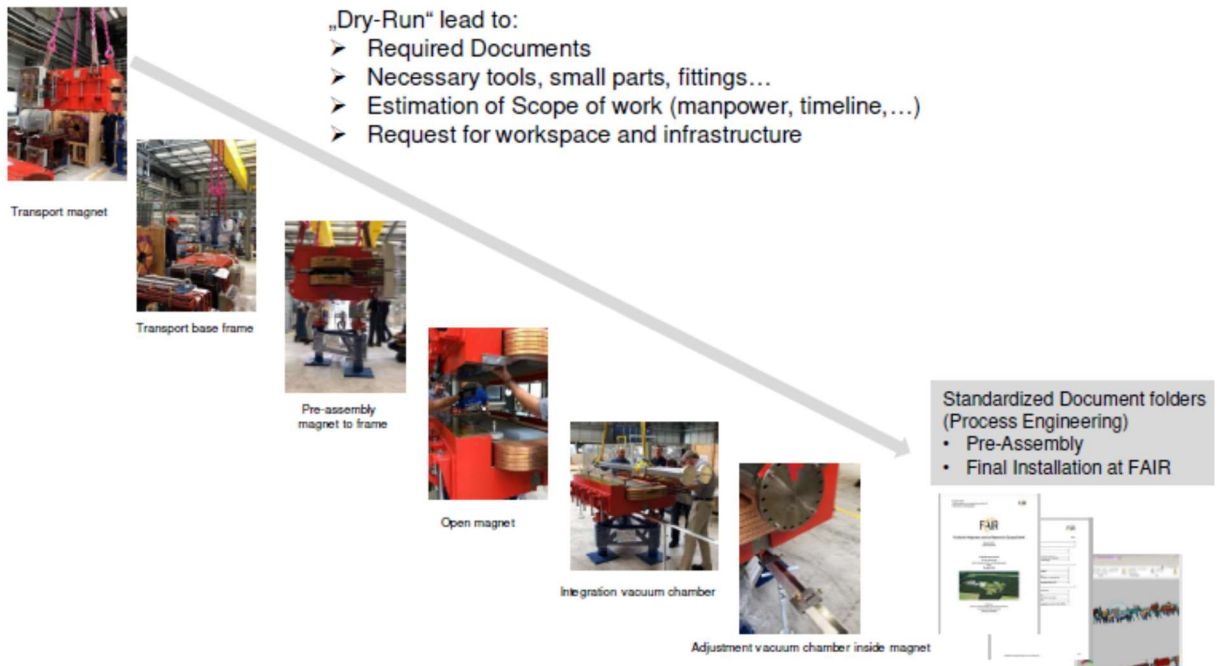 „Dry-Run“ lead to:
➤ Required Documents
➤ Necessary tools, small parts, fittings…
➤ Estimation of Scope of work (manpower, timeline,…)
➤ Request for workspace and infrastructure
Transport magnet
Transport base frame
Pre-assembly
magnet to frame
Open magnet
Integration vacuum chamber
Adjustment vacuum chamber inside magnet
Standardized Document folders
(Process Engineering)
• Pre-Assembly
• Final Installation at FAIR
FAIR